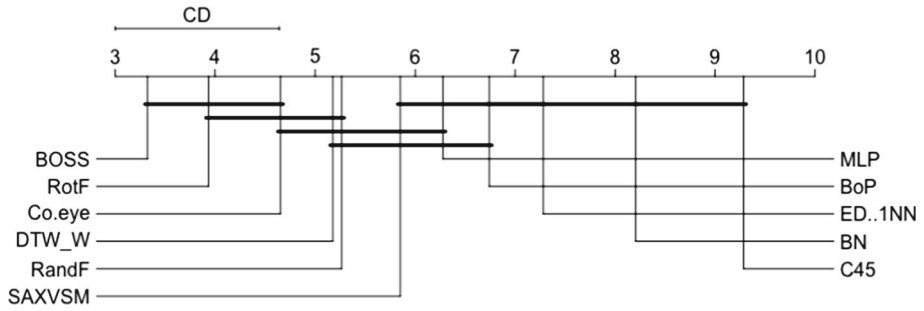 CD
3 4 5 6 7 8 9 10
BOSS MLP
RotF BoP
Co.eye ED..1NN
DTW_W BN
RandF C45
SAXVSM